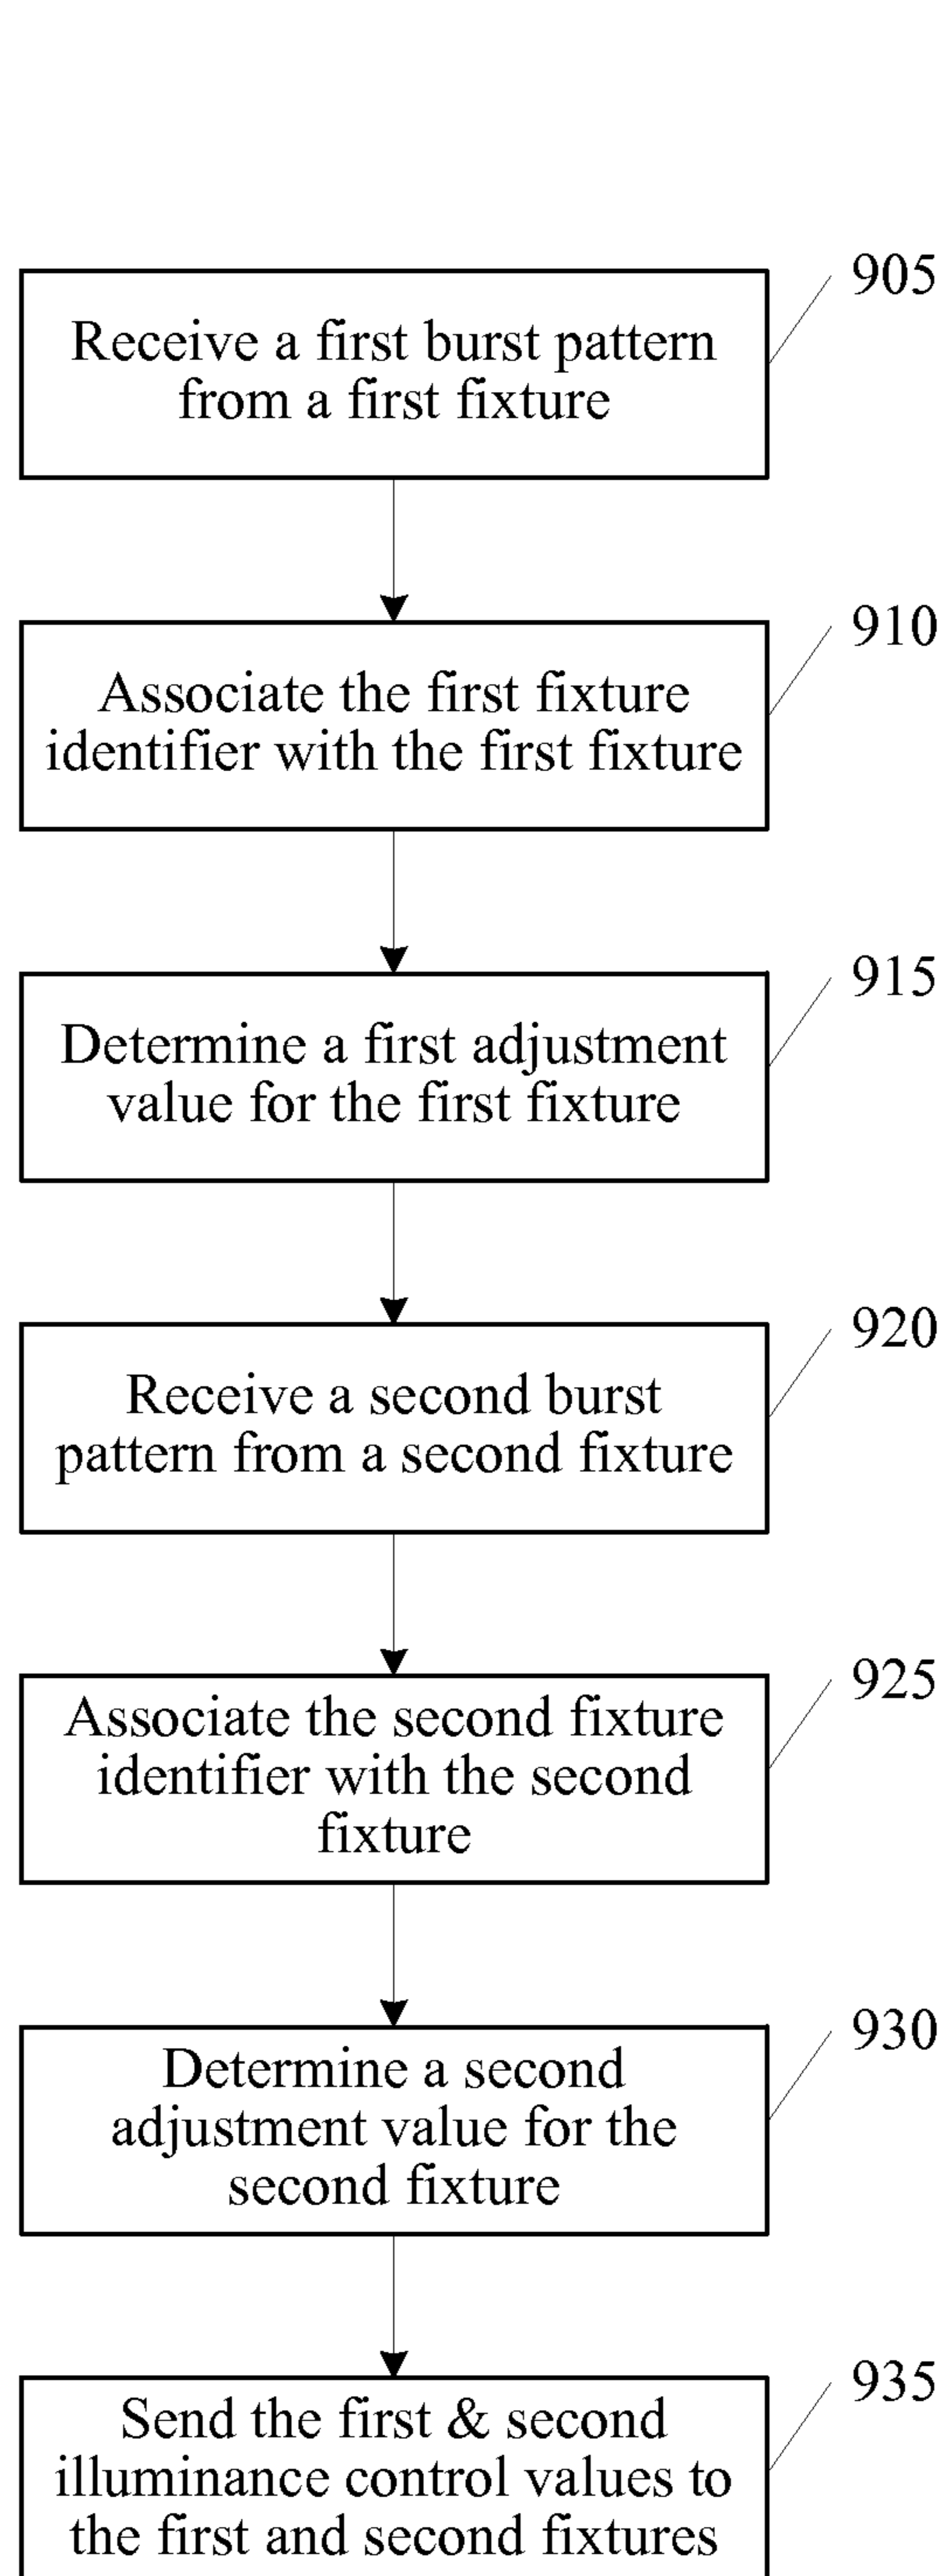 905
Receive a first burst pattern
from a first fixture
910
Associate the first fixture
identifier with the first fixture
915
Determine a first adjustment
value for the first fixture
920
Receive a second burst
pattern from a second fixture
925
Associate the second fixture
identifier with the second
fixture
930
Determine a second
adjustment value for the
second fixture
935
Send the first & second
illuminance control values to
the first and second fixtures